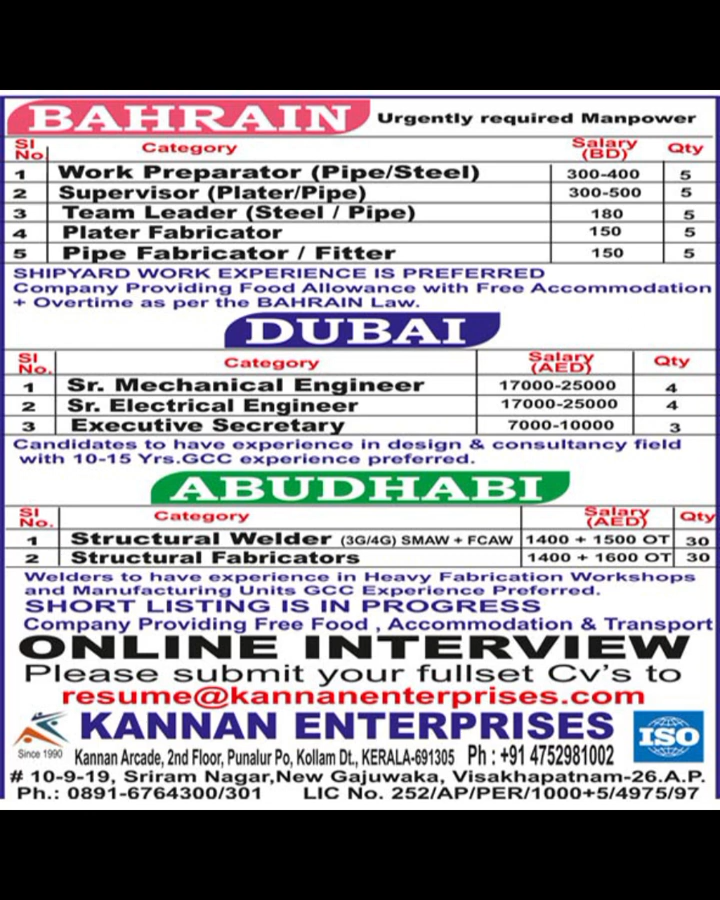 BAHRAIN Urgently required Manpower
Sl No Category Salary (BD) Qty
1 Work Preparator (Pipe/Steel) 300-400 5
2 Supervisor (Plater/Pipe) 300-500 5
3 Team Leader (Steel / Pipe) 180 5
4 Plater Fabricator 150 5
5 Pipe Fabricator / Fitter 150 5
SHIPYARD WORK EXPERIENCE IS PREFERRED
Company Providing Food Allowance with Free Accommodation
+ Overtime as per the BAHRAIN Law.
DUBAI
Sl No. Category Salary (AED) Qty
1 Sr. Mechanical Engineer 17000-25000 4
2 Sr. Electrical Engineer 17000-25000 4
3 Executive Secretary 7000-10000 3
Candidates to have experience in design & consultancy field
with 10-15 Yrs.GCC experience preferred.
ABUDHABI
Sl No. Category Salary (AED) Qty
1 Structural Welder (3G/4G) SMAW + FCAW 1400 + 1500 OT 30
2 Structural Fabricators 1400 + 1600 OT 30
Welders to have experience in Heavy Fabrication Workshops
and Manufacturing Units GCC Experience Preferred.
SHORT LISTING IS IN PROGRESS
Company Providing Free Food , Accommodation & Transport
ONLINE INTERVIEW
Please submit your fullset Cv's to
resume@kannanenterprises.com
KANNAN ENTERPRISES
ISO
Since 1990 Kannan Arcade, 2nd Floor, Punalur Po, Kollam Dt., KERALA-691305 Ph : +91 4752981002
# 10-9-19, Sriram Nagar,New Gajuwaka, Visakhapatnam-26.A.P.
Ph.: 0891-6764300/301 LIC No. 252/AP/PER/1000+5/4975/97